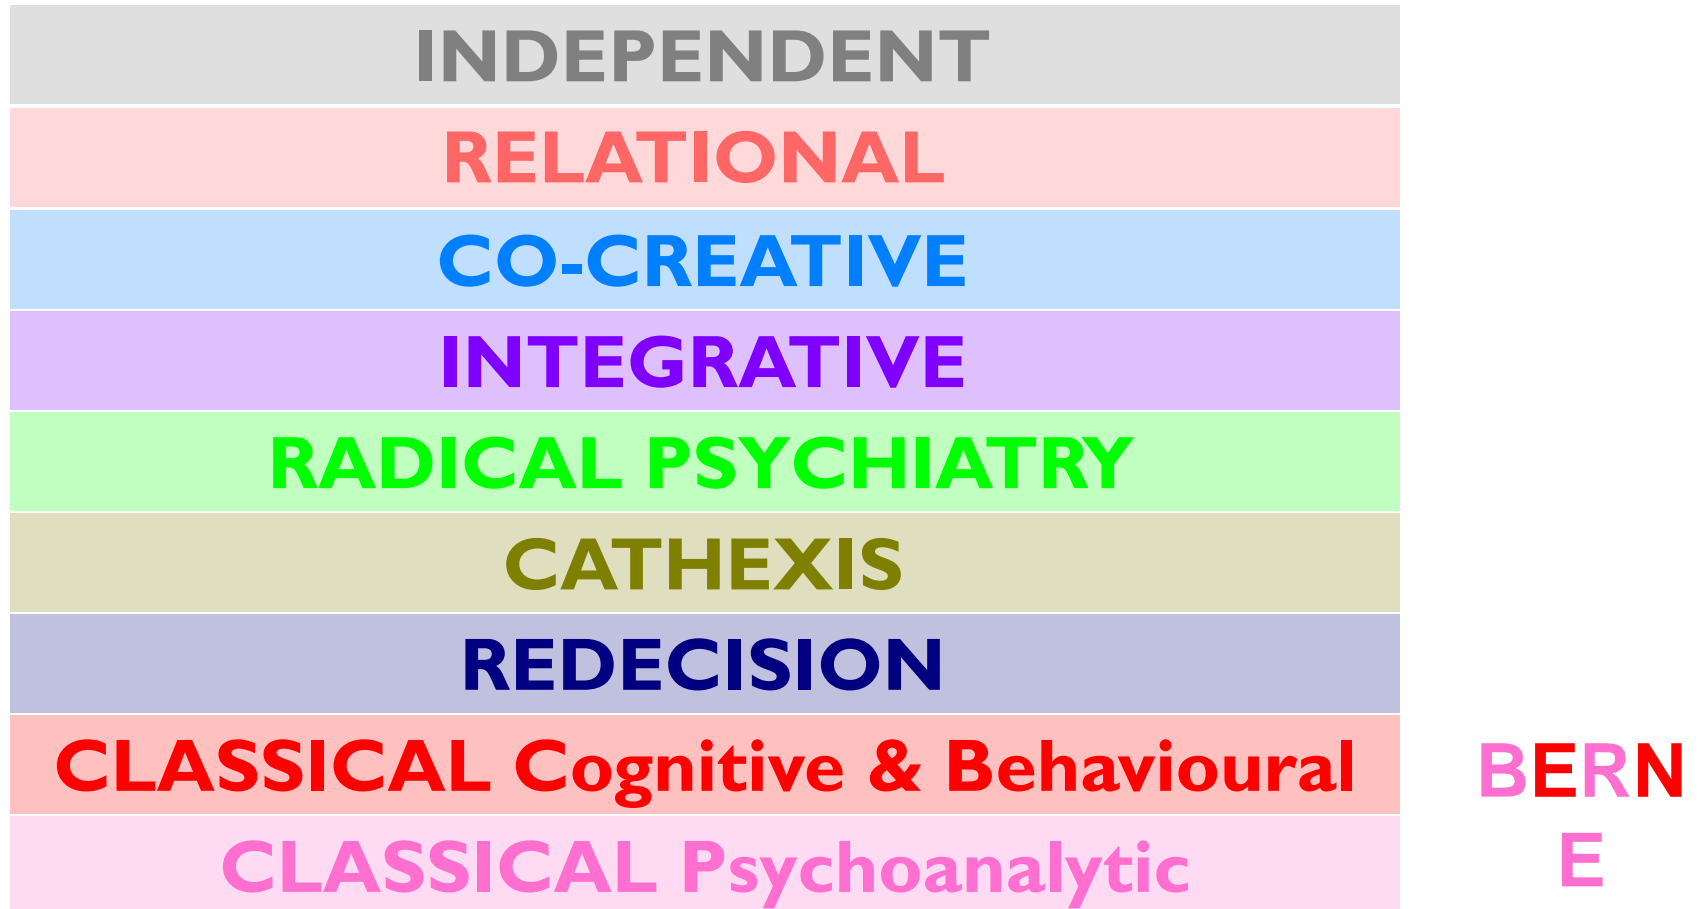 INDEPENDENT
RELATIONAL
CO-CREATIVE
INTEGRATIVE
RADICAL PSYCHIATRY
CATHEXIS
REDECISION
CLASSICAL Cognitive & Behavioural
CLASSICAL Psychoanalytic
BERN
E